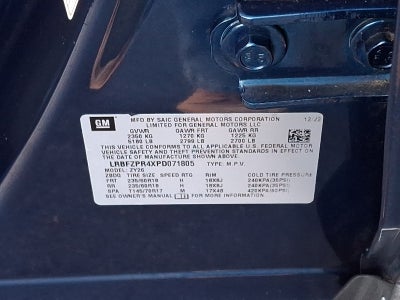 GM
MFD BY SAIC GENERAL MOTORS CORPORATION 12/22
LIMITED FOR GENERAL MOTORS LLC
GVWR GAWR FRT GAWR RR
2350 KG 1270 KG 1225 KG
5180 LB 2799 LB 2700 LB
THIS VEHICLE CONFORMS TO ALL APPLICABLE U.S. FEDERAL MOTOR
VEHICLE SAFETY AND THEFT PREVENTION STANDARDS IN
EFFECT ON THE DATE OF MANUFACTURE SHOWN ABOVE.
LRBFZPR4XPD071805 TYPE: M.P.V.
MODEL: ZY26
TIRE SIZE SPEED RTG RIM COLD TIRE PRESSURE
FRT 235/60R18 H 18X8J 240KPA(35PSI)
RR 235/60R18 H 18X8J 240KPA(35PSI)
SPA T145/70R17 M 17X4B 420KPA(60PSI)
SEE OWNER'S MANUAL FOR MORE INFORMATION.